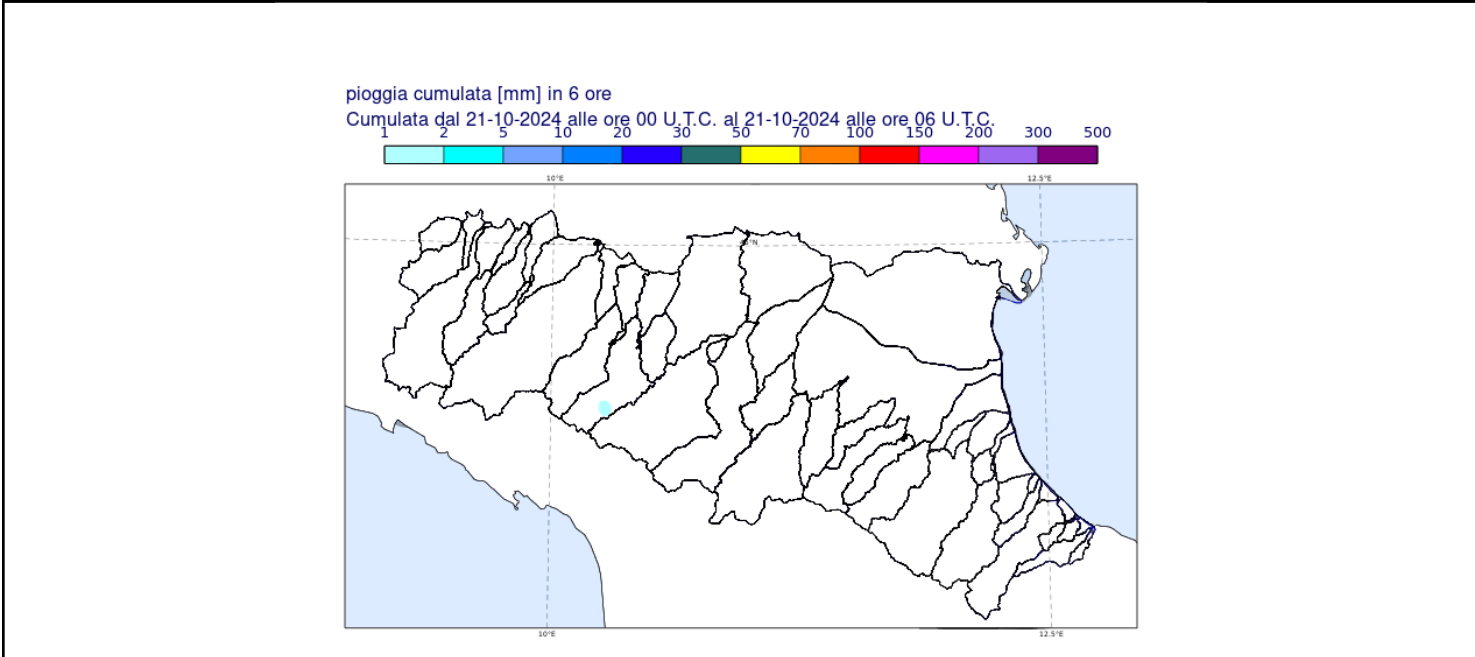 pioggia cumulata [mm] in 6 ore
Cumulata dal 21-10-2024 alle ore 00 U.T.C. al 21-10-2024 alle ore 06 U.T.C.
1 2 5 10 20 30 50 70 100 150 200 300 500
10°E 12.5°E
10°E 12.5°E